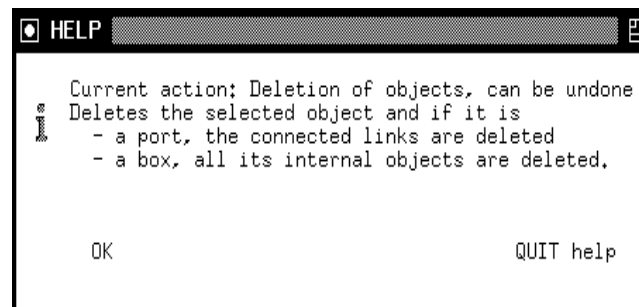 HELP
Current action: Deletion of objects, can be undone
Deletes the selected object and if it is
- a port, the connected links are deleted
- a box, all its internal objects are deleted.
OK QUIT help